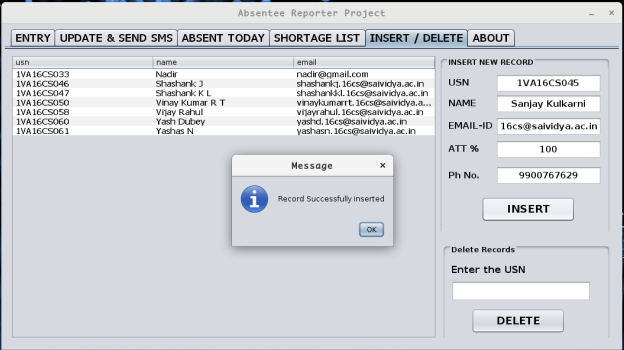 Absentee Reporter Project
ENTRY UPDATE & SEND SMS ABSENT TODAY SHORTAGE LIST INSERT / DELETE ABOUT
usn name email
1VA16CS033 Nadir nadir@gmail.com
1VA16CS046 Shashank J shashankj.16cs@saividya.ac.in
1VA16CS047 Shashank K L shashankkl.16cs@saividya.ac.in
1VA16CS050 Vinay Kumar R T vinaykumarrt.16cs@saividya.a...
1VA16CS058 Vijay Rahul vijayrahul.16cs@saividya.ac.in
1VA16CS060 Yash Dubey yashd.16cs@saividya.ac.in
1VA16CS061 Yashas N yashasn.16cs@saividya.ac.in
Message
Record Successfully inserted
OK
INSERT NEW RECORD
USN 1VA16CS045
NAME Sanjay Kulkarni
EMAIL-ID 16cs@saividya.ac.in
ATT % 100
Ph No. 9900767629
INSERT
Delete Records
Enter the USN
DELETE